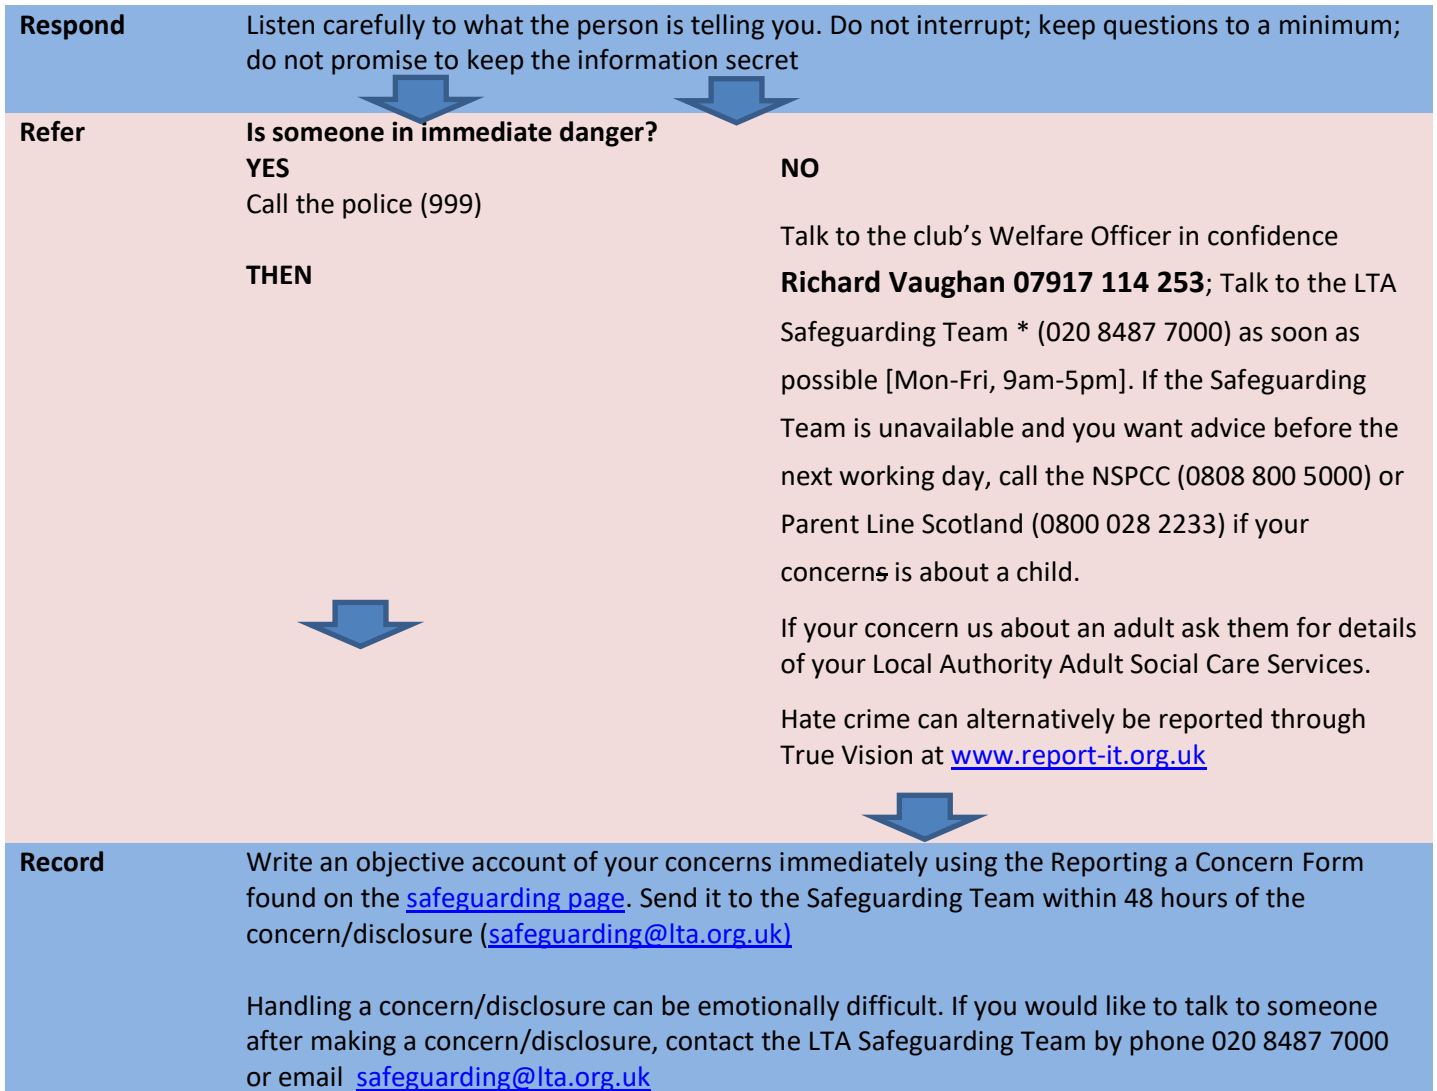 Respond
Listen carefully to what the person is telling you. Do not interrupt; keep questions to a minimum;
do not promise to keep the information secret
Refer
Is someone in immediate danger?
YES
Call the police (999)
THEN
NO
Talk to the club’s Welfare Officer in confidence
Richard Vaughan 07917 114 253; Talk to the LTA
Safeguarding Team * (020 8487 7000) as soon as
possible [Mon-Fri, 9am-5pm]. If the Safeguarding
Team is unavailable and you want advice before the
next working day, call the NSPCC (0808 800 5000) or
Parent Line Scotland (0800 028 2233) if your
concerns is about a child.
If your concern us about an adult ask them for details
of your Local Authority Adult Social Care Services.
Hate crime can alternatively be reported through
True Vision at www.report-it.org.uk
Record
Write an objective account of your concerns immediately using the Reporting a Concern Form
found on the safeguarding page. Send it to the Safeguarding Team within 48 hours of the
concern/disclosure (safeguarding@lta.org.uk)
Handling a concern/disclosure can be emotionally difficult. If you would like to talk to someone
after making a concern/disclosure, contact the LTA Safeguarding Team by phone 020 8487 7000
or email safeguarding@lta.org.uk